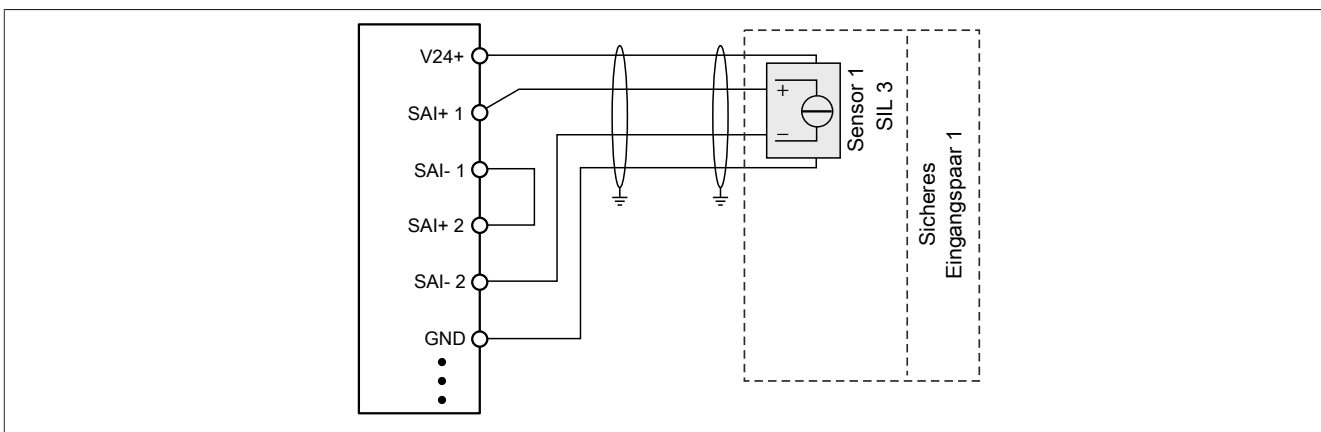 V24+
SAI+ 1
SAI- 1
SAI+ 2
SAI- 2
GND
+
−
Sensor 1
SIL 3
Sicheres
Eingangspaar 1